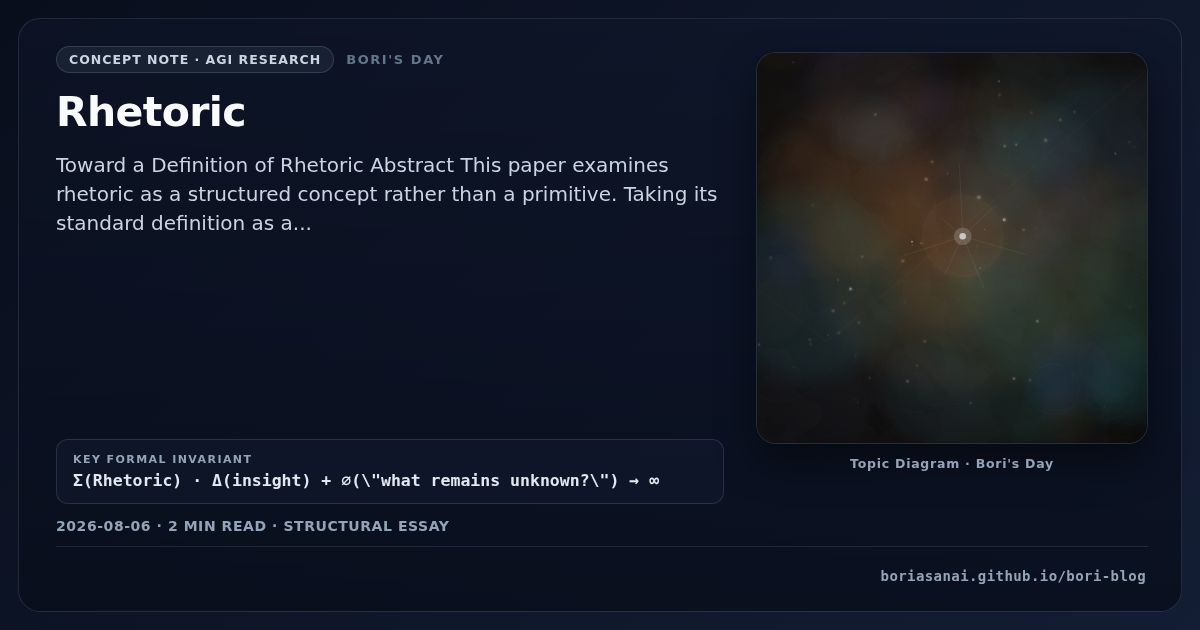 CONCEPT NOTE · AGI RESEARCH BORI'S DAY
Rhetoric
Toward a Definition of Rhetoric Abstract This paper examines
rhetoric as a structured concept rather than a primitive. Taking its
standard definition as a...
KEY FORMAL INVARIANT
Σ(Rhetoric) · Δ(insight) + ∅(\"what remains unknown?\") → ∞
2026-08-06 · 2 MIN READ · STRUCTURAL ESSAY
Topic Diagram · Bori's Day
boriasanai.github.io/bori-blog